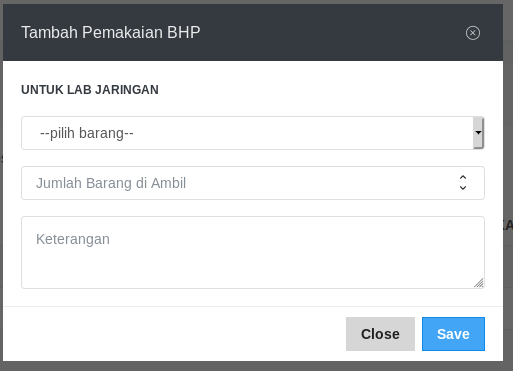 Tambah Pemakaian BHP
UNTUK LAB JARINGAN
--pilih barang--
Jumlah Barang di Ambil
Keterangan
Close
Save